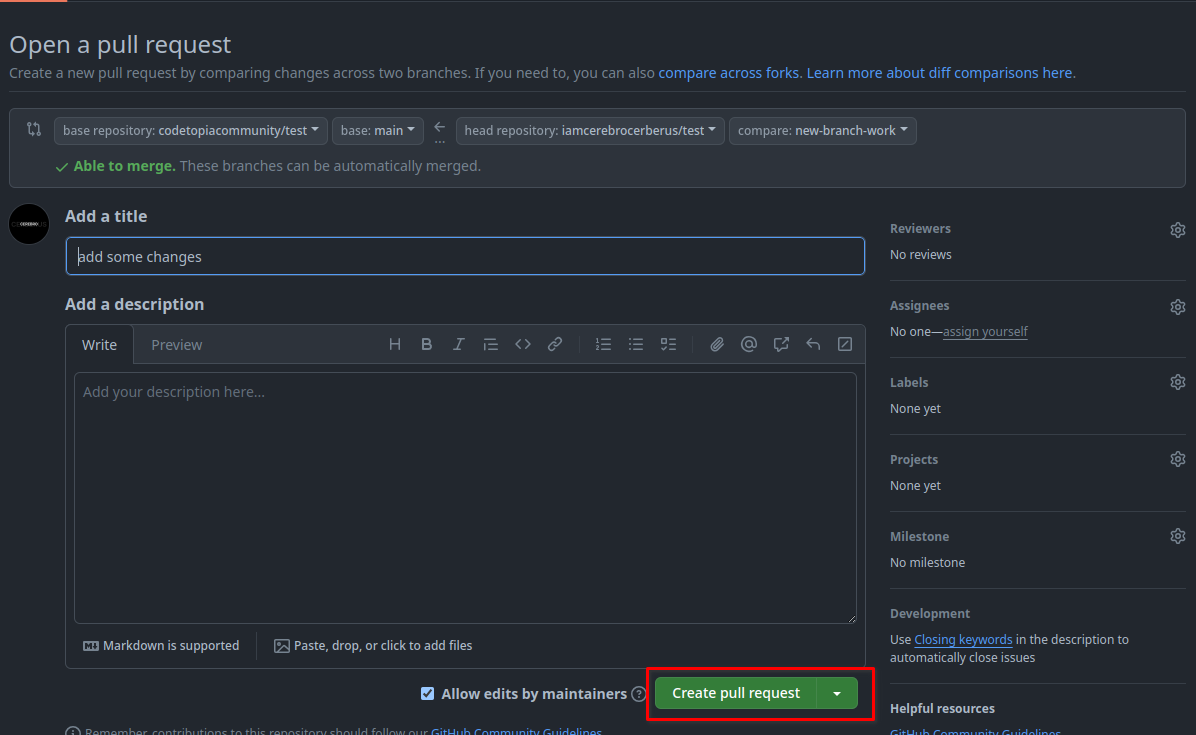 Open a pull request
Create a new pull request by comparing changes across two branches. If you need to, you can also compare across forks. Learn more about diff comparisons here.
base repository: codetopiacommunity/test base: main ... head repository: iamcerebrocerberus/test compare: new-branch-work
Able to merge. These branches can be automatically merged.
Add a title
add some changes
Add a description
Write Preview
Add your description here...
Markdown is supported
Paste, drop, or click to add files
Allow edits by maintainers
Create pull request
Remember, contributions to this repository should follow our GitHub Community Guidelines.
Reviewers
No reviews
Assignees
No one—assign yourself
Labels
None yet
Projects
None yet
Milestone
No milestone
Development
Use Closing keywords in the description to
automatically close issues
Helpful resources
GitHub Community Guidelines